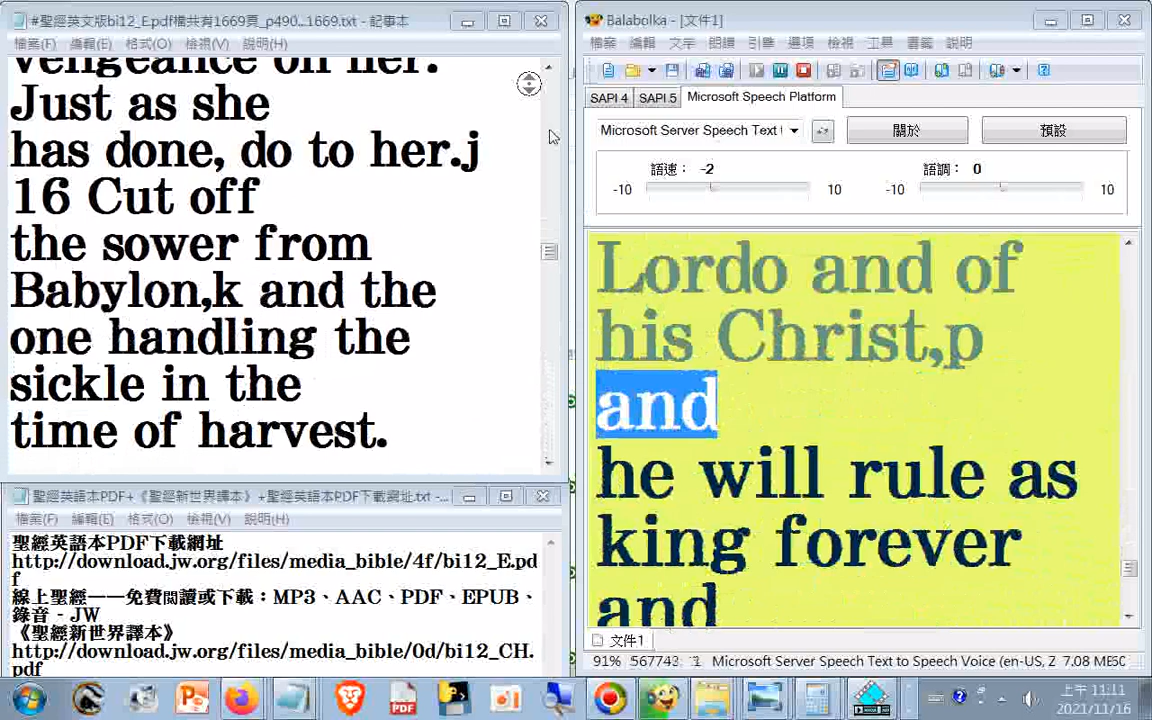 #聖經英文版bi12_E.pdf檔共有1669頁_p490...1669.txt - 記事本
檔案(F) 編輯(E) 格式(O) 檢視(V) 說明(H)
vengeance on her.
Just as she
has done, do to her.j
16 Cut off
the sower from
Babylon,k and the
one handling the
sickle in the
time of harvest.
聖經英語本PDF+《聖經新世界譯本》+聖經英語本PDF下載網址.txt - ...
檔案(F) 編輯(E) 格式(O) 檢視(V) 說明(H)
聖經英語本PDF下載網址
http://download.jw.org/files/media_bible/4f/bi12_E.pd
f
線上聖經——免費閱讀或下載：MP3、AAC、PDF、EPUB、
錄音 - JW
《聖經新世界譯本》
http://download.jw.org/files/media_bible/0d/bi12_CH.
pdf
Balabolka - [文件1]
檔案 編輯 文字 朗讀 引擎 選項 檢視 工具 書籤 說明
SAPI 4 SAPI 5 Microsoft Speech Platform
Microsoft Server Speech Text
關於 預設
語速： -2 語調： 0
-10 10 -10 10
Lordo and of
his Christ,p
and
he will rule as
king forever
and
文件1
91% 567743: 1 Microsoft Server Speech Text to Speech Voice (en-US, Z 7.08 MB
PDF
上午 11:11
2021/11/16